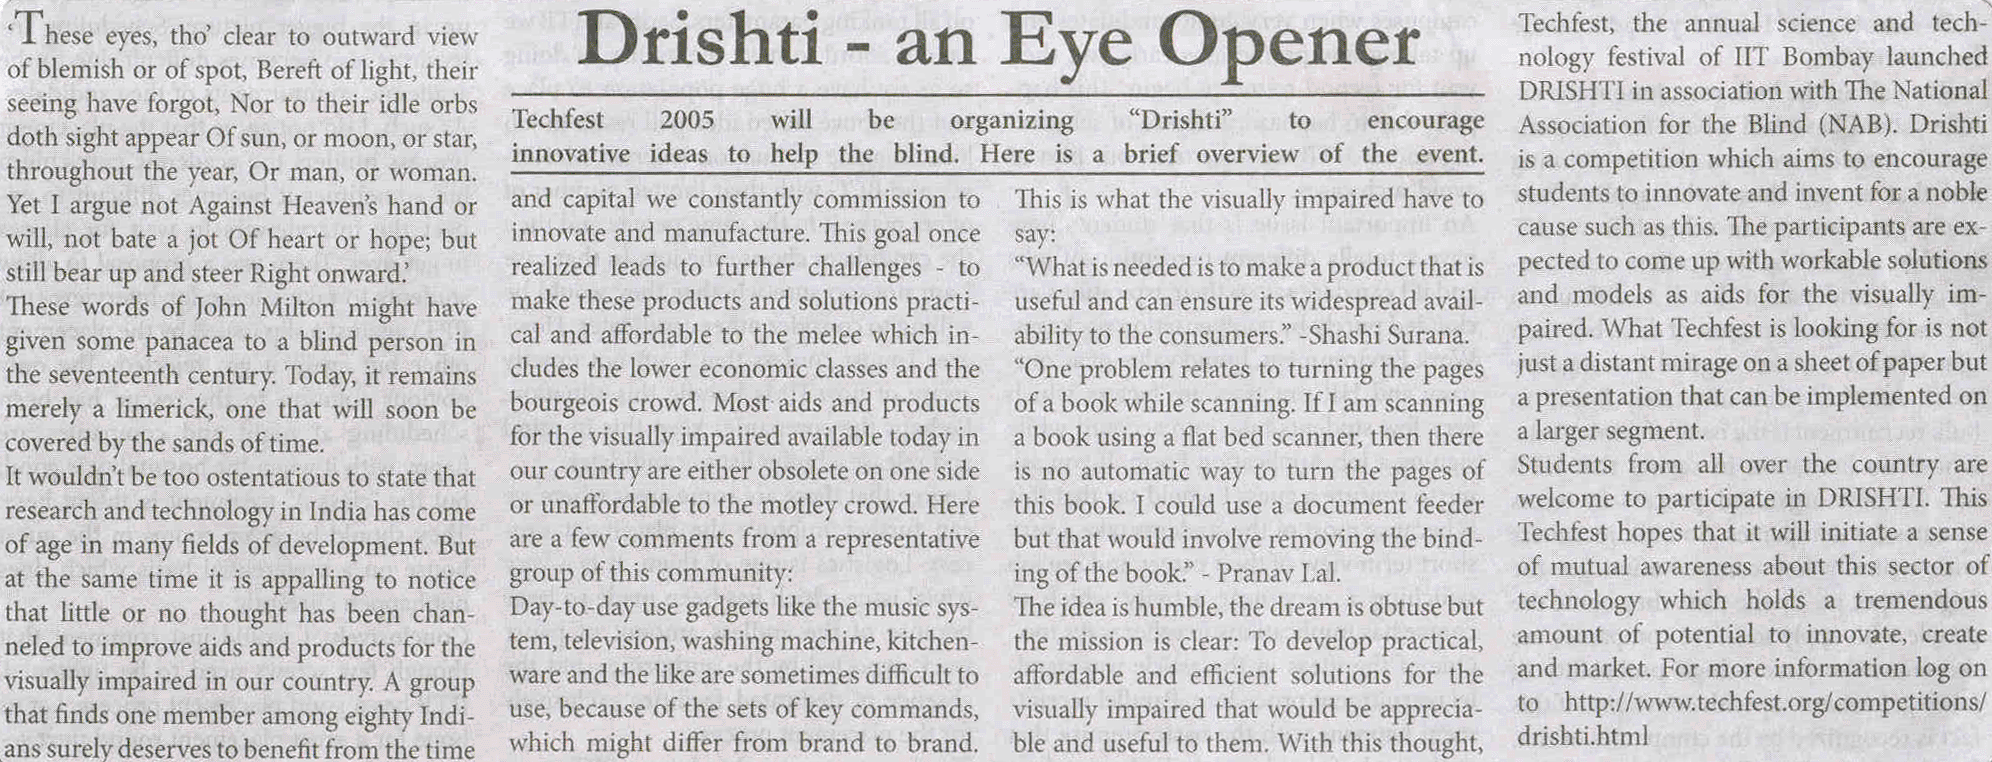 Drishti - an Eye Opener
Techfest 2005 will be organizing “Drishti” to encourage
innovative ideas to help the blind. Here is a brief overview of the event.
‘These eyes, tho’ clear to outward view
of blemish or of spot, Bereft of light, their
seeing have forgot, Nor to their idle orbs
doth sight appear Of sun, or moon, or star,
throughout the year, Or man, or woman.
Yet I argue not Against Heaven’s hand or
will, not bate a jot Of heart or hope; but
still bear up and steer Right onward.’
These words of John Milton might have
given some panacea to a blind person in
the seventeenth century. Today, it remains
merely a limerick, one that will soon be
covered by the sands of time.
It wouldn’t be too ostentatious to state that
research and technology in India has come
of age in many fields of development. But
at the same time it is appalling to notice
that little or no thought has been chan-
neled to improve aids and products for the
visually impaired in our country. A group
that finds one member among eighty Indi-
ans surely deserves to benefit from the time
and capital we constantly commission to
innovate and manufacture. This goal once
realized leads to further challenges - to
make these products and solutions practi-
cal and affordable to the melee which in-
cludes the lower economic classes and the
bourgeois crowd. Most aids and products
for the visually impaired available today in
our country are either obsolete on one side
or unaffordable to the motley crowd. Here
are a few comments from a representative
group of this community:
Day-to-day use gadgets like the music sys-
tem, television, washing machine, kitchen-
ware and the like are sometimes difficult to
use, because of the sets of key commands,
which might differ from brand to brand.
This is what the visually impaired have to
say.
“What is needed is to make a product that is
useful and can ensure its widespread avail-
ability to the consumers.” -Shashi Surana.
“One problem relates to turning the pages
of a book while scanning. If I am scanning
a book using a flat bed scanner, then there
is no automatic way to turn the pages of
this book. I could use a document feeder
but that would involve removing the bind-
ing of the book.” - Pranav Lal.
The idea is humble, the dream is obtuse but
the mission is clear: To develop practical,
affordable and efficient solutions for the
visually impaired that would be apprecia-
ble and useful to them. With this thought,
Techfest, the annual science and tech-
nology festival of IIT Bombay launched
DRISHTI in association with The National
Association for the Blind (NAB). Drishti
is a competition which aims to encourage
students to innovate and invent for a noble
cause such as this. The participants are ex-
pected to come up with workable solutions
and models as aids for the visually im-
paired. What Techfest is looking for is not
just a distant mirage on a sheet of paper but
a presentation that can be implemented on
a larger segment.
Students from all over the country are
welcome to participate in DRISHTI. This
Techfest hopes that it will initiate a sense
of mutual awareness about this sector of
technology which holds a tremendous
amount of potential to innovate, create
and market. For more information log on
to http://www.techfest.org/competitions/
drishti.html